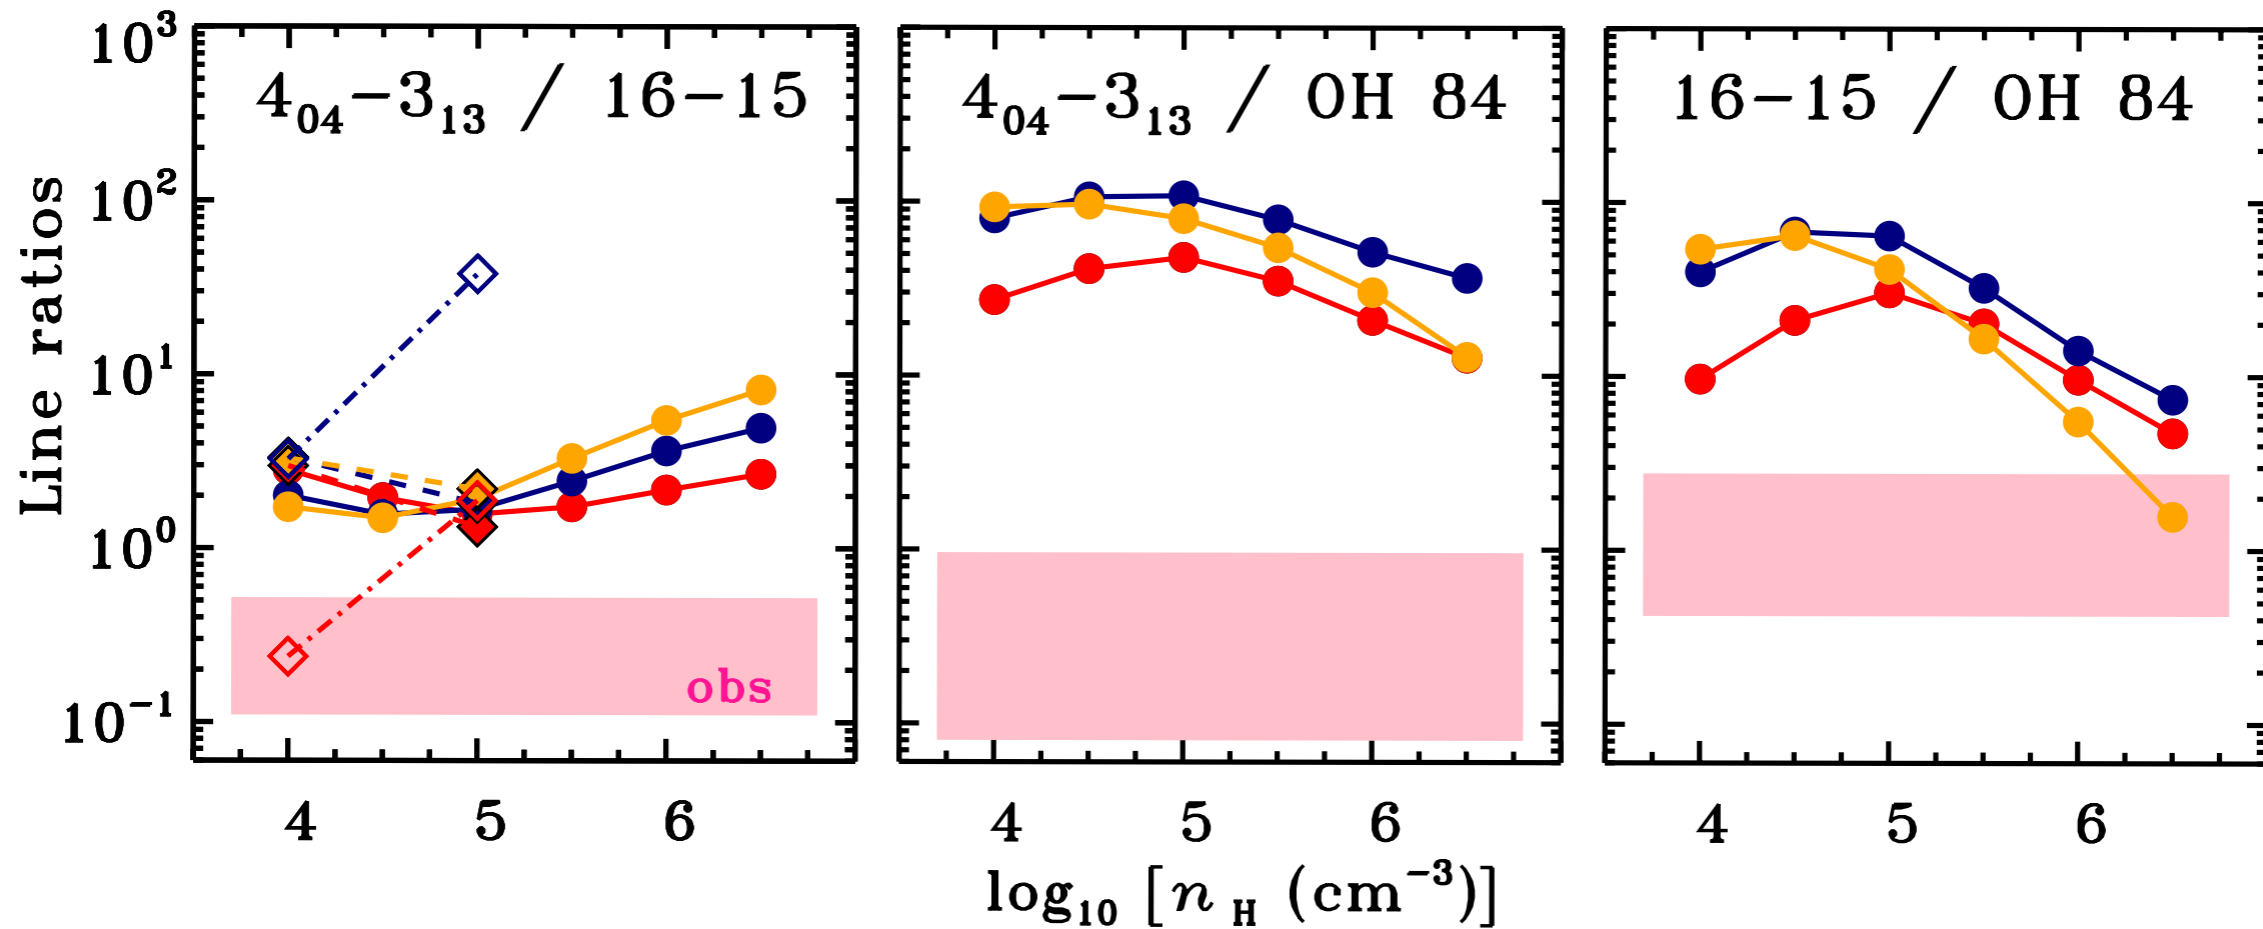 4₀₄−3₁₃ / 16−15
4₀₄−3₁₃ / OH 84
16−15 / OH 84
Line ratios
10³
10²
10¹
10⁰
10⁻¹
obs
4 5 6
4 5 6
4 5 6
log₁₀ [n H (cm⁻³)]